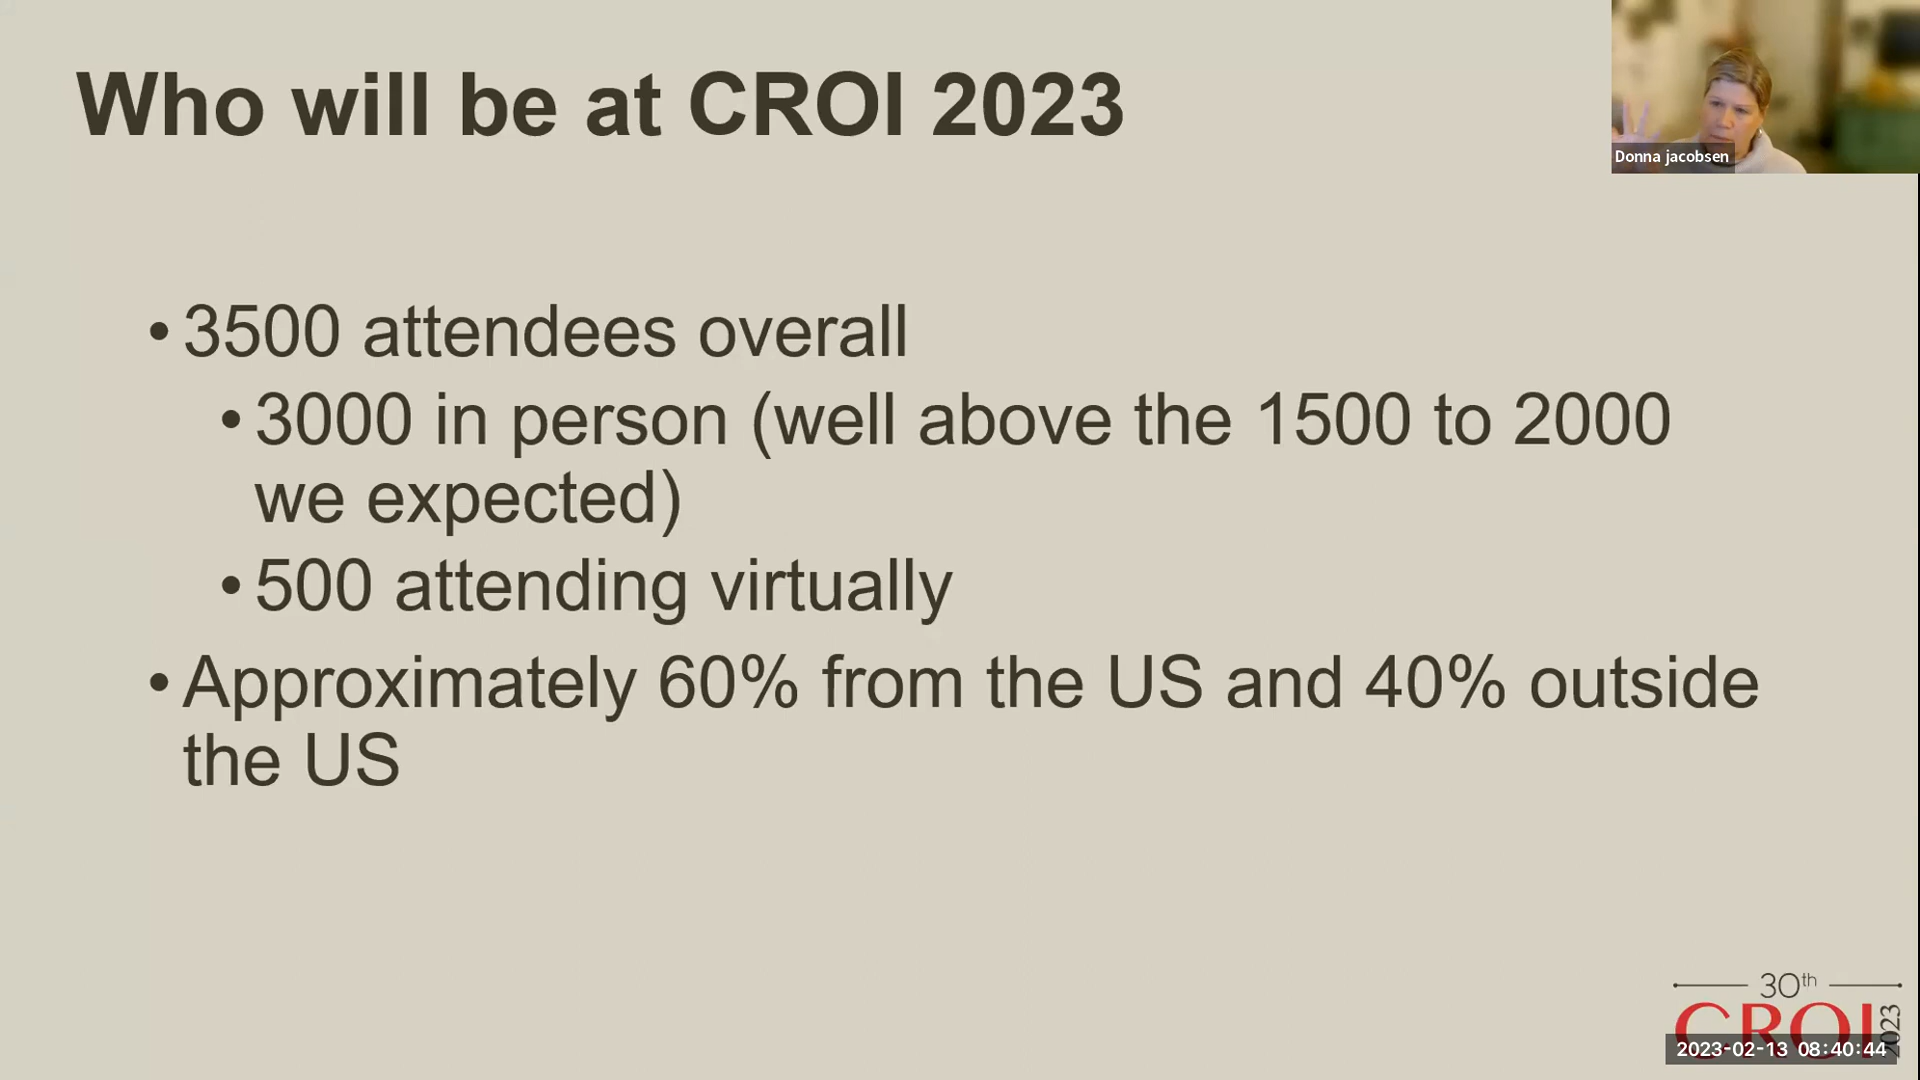 Who will be at CROI 2023
Donna jacobsen
• 3500 attendees overall
• 3000 in person (well above the 1500 to 2000
we expected)
• 500 attending virtually
• Approximately 60% from the US and 40% outside
the US
30th
CROI 2023
2023-02-13 08:40:44